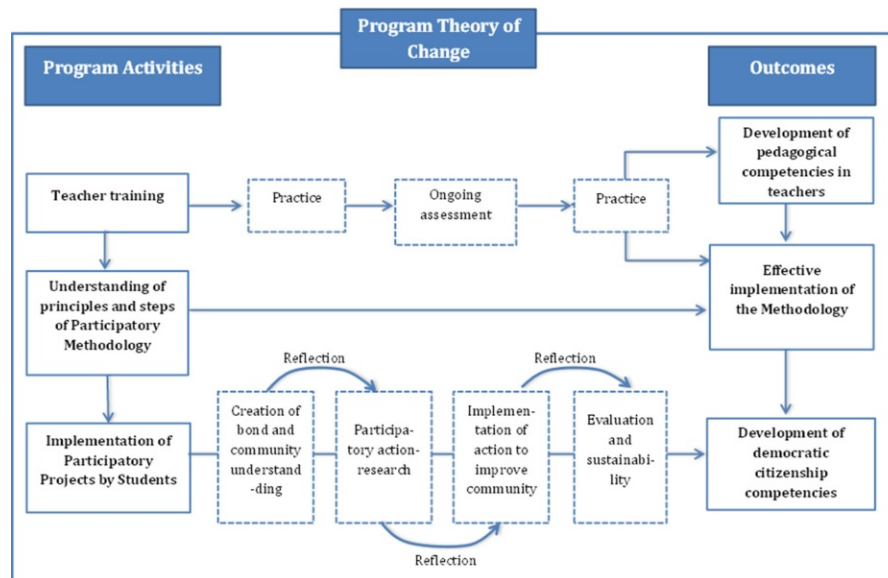 Program Theory of
Change
Program Activities
Outcomes
Teacher training
Practice
Ongoing
assessment
Practice
Development of
pedagogical
competencies in
teachers
Understanding of
principles and steps
of Participatory
Methodology
Effective
implementation of
the Methodology
Reflection
Reflection
Implementation of
Participatory
Projects by Students
Creation of
bond and
community
understand-
-ding
Participa-
tory action-
research
Implemen-
tation of
action to
improve
community
Evaluation
and
sustainabi-
lity
Development of
democratic
citizenship
competencies
Reflection